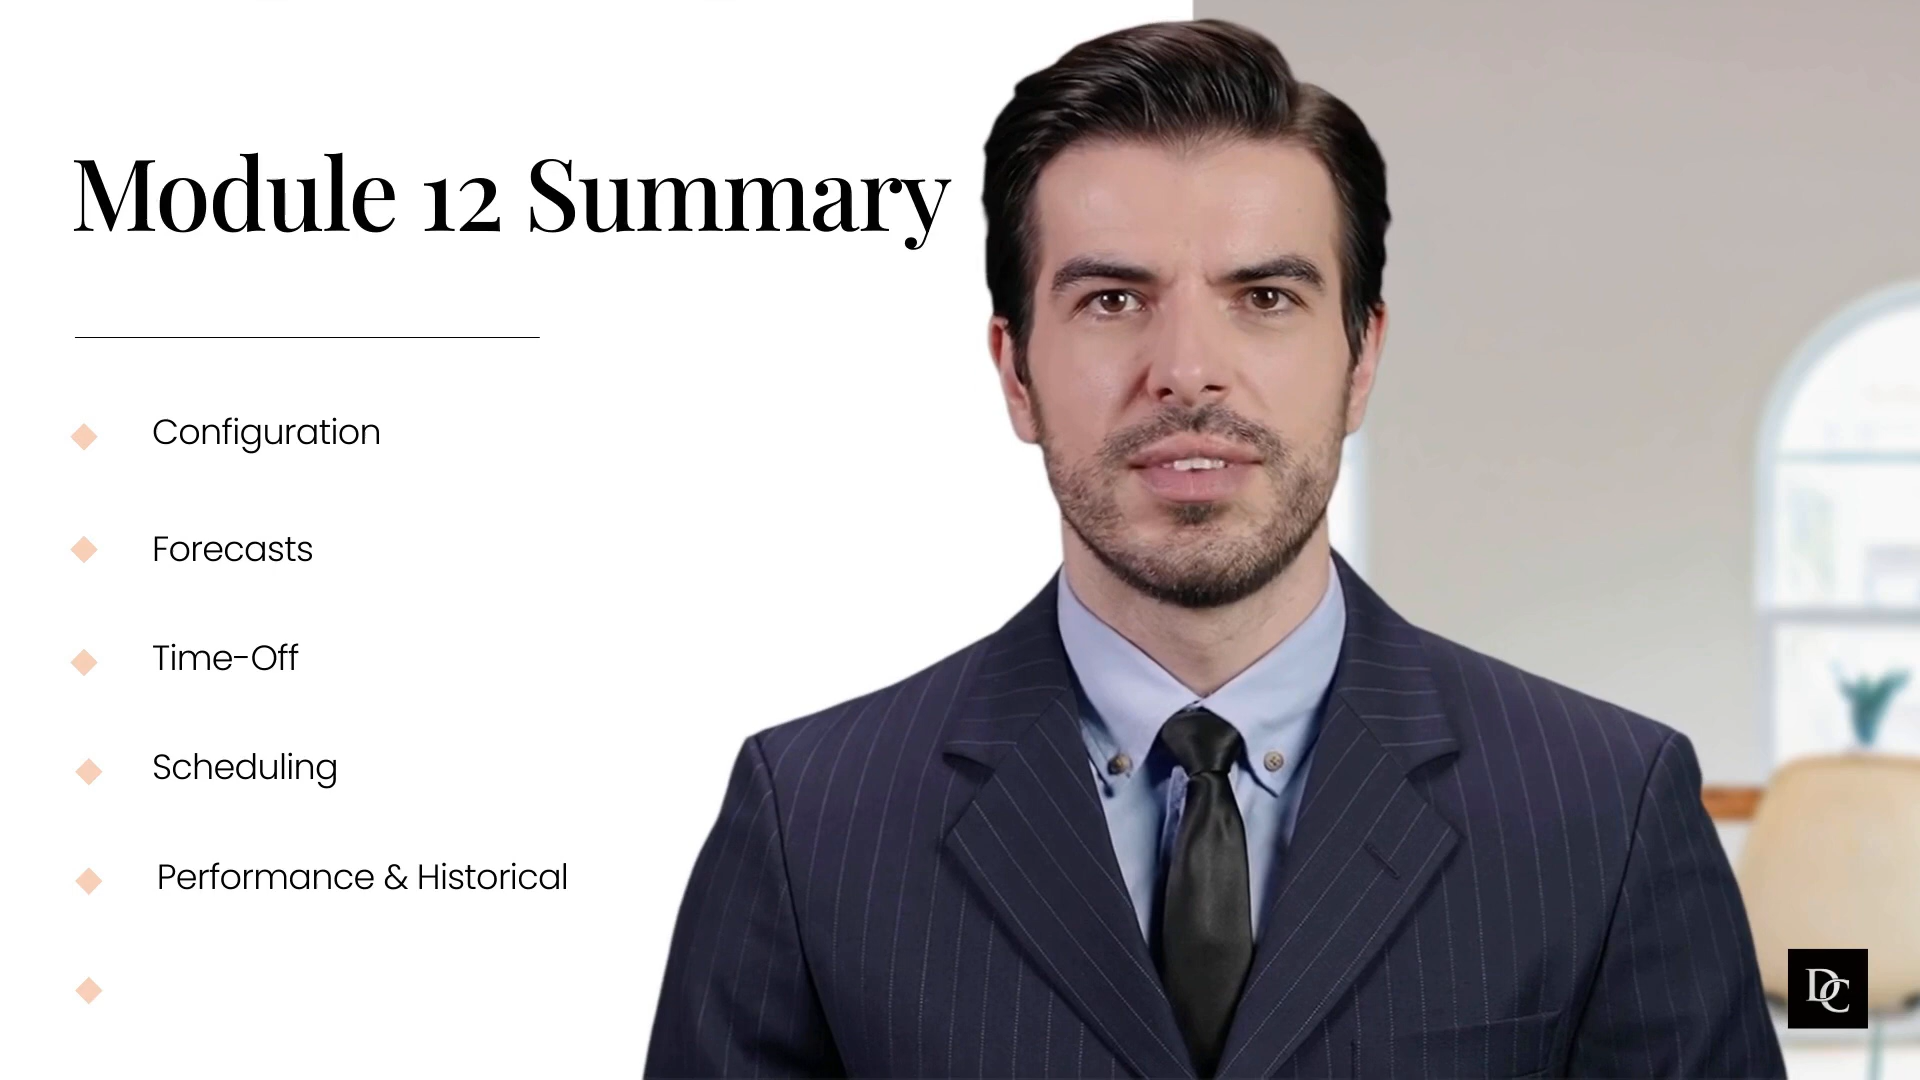 Module 12 Summary
Configuration
Forecasts
Time-Off
Scheduling
Performance & Historical
DC